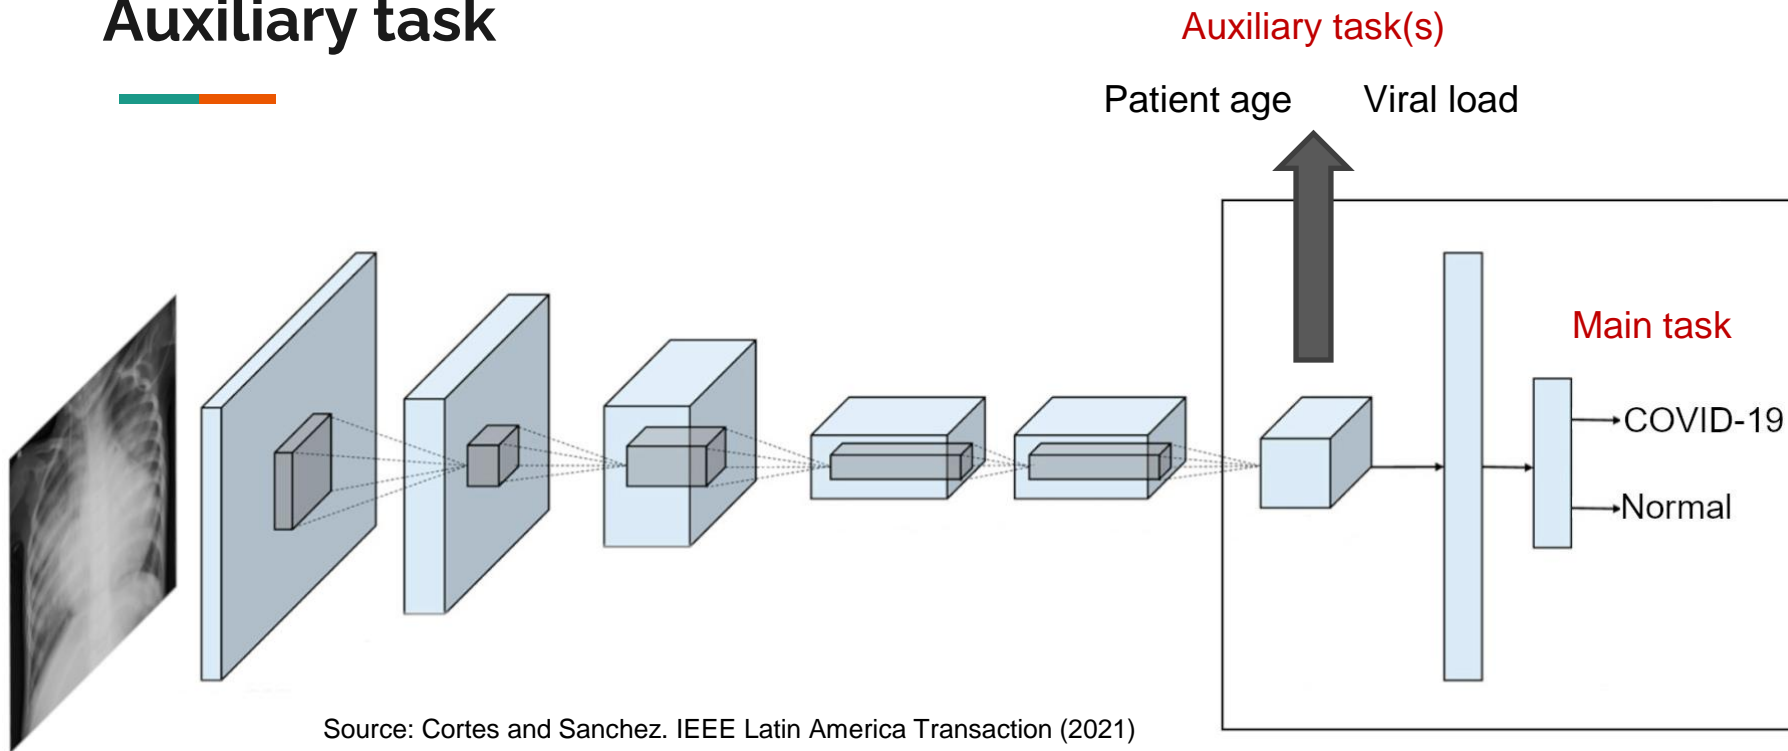 Auxiliary task
Auxiliary task(s)
Patient age Viral load
Main task
COVID-19
Normal
Source: Cortes and Sanchez. IEEE Latin America Transaction (2021)